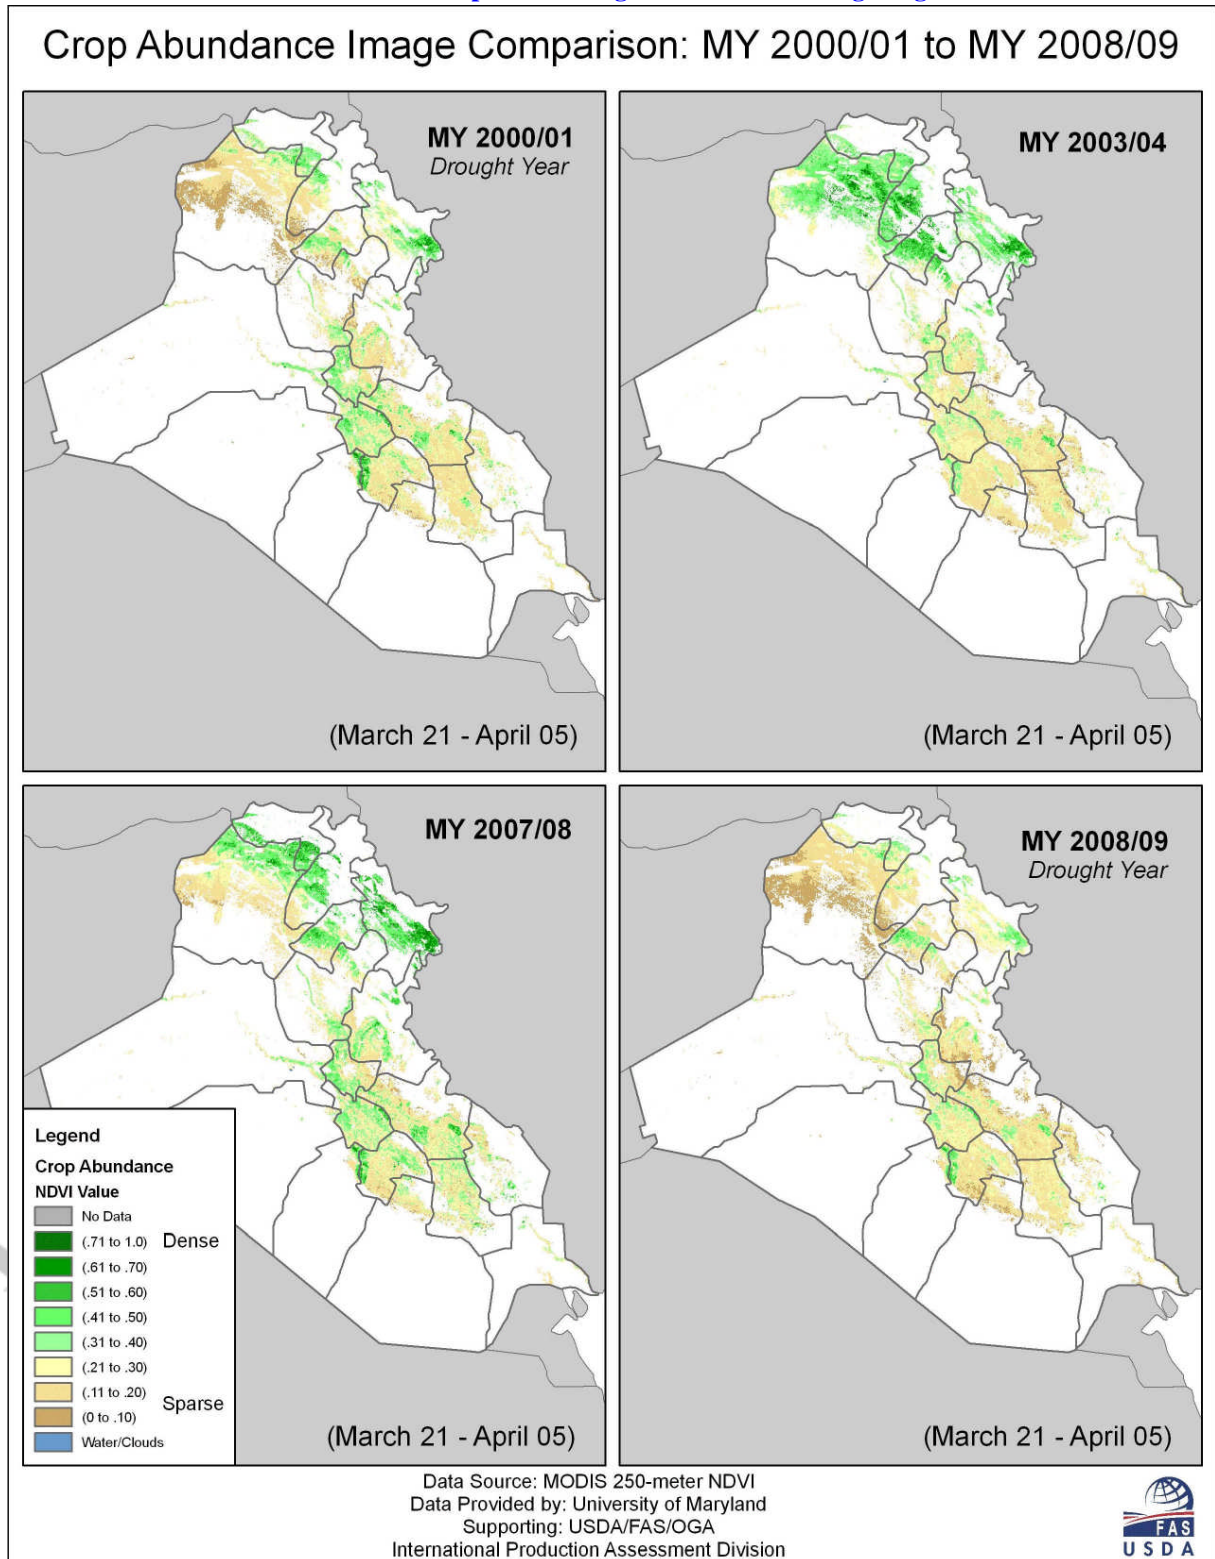 Crop Abundance Image Comparison: MY 2000/01 to MY 2008/09
MY 2000/01
Drought Year
(March 21 - April 05)
MY 2003/04
(March 21 - April 05)
MY 2007/08
Legend
Crop Abundance
NDVI Value
No Data
(.71 to 1.0) Dense
(.61 to .70)
(.51 to .60)
(.41 to .50)
(.31 to .40)
(.21 to .30)
(.11 to .20)
Sparse
(0 to .10)
Water/Clouds
(March 21 - April 05)
MY 2008/09
Drought Year
(March 21 - April 05)
Data Source: MODIS 250-meter NDVI
Data Provided by: University of Maryland
Supporting: USDA/FAS/OGA
International Production Assessment Division
FAS
USDA